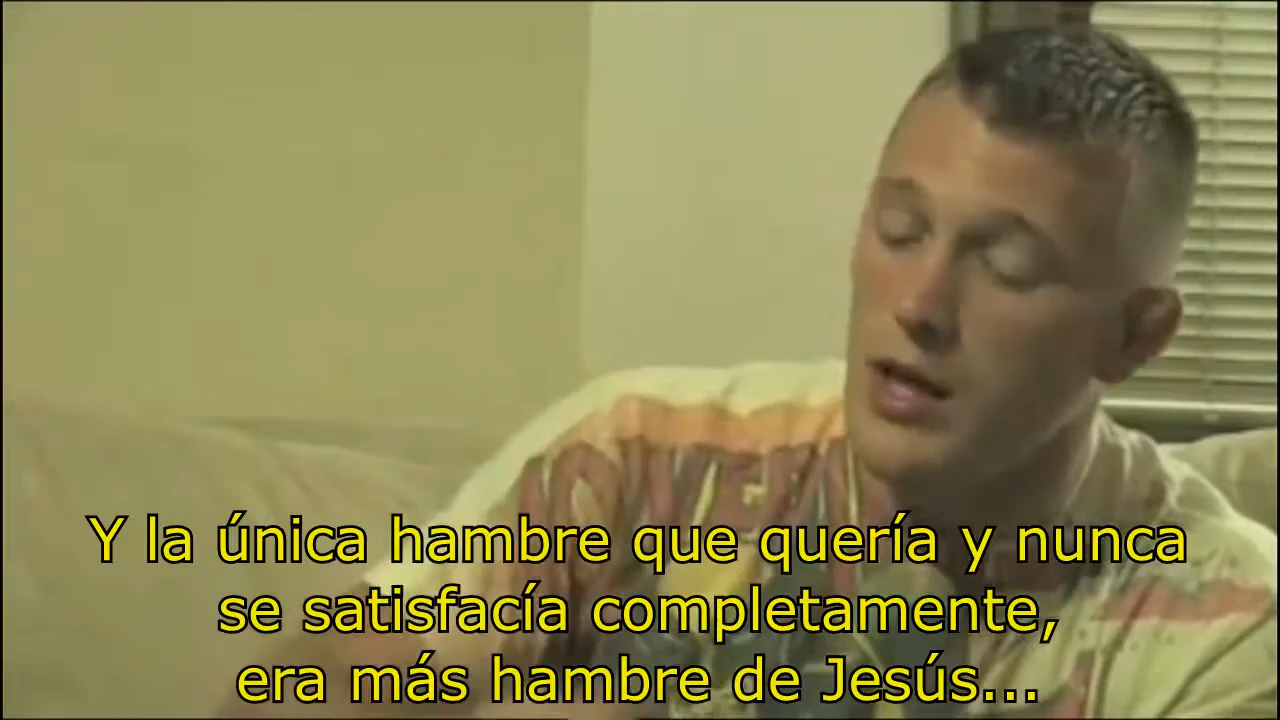 Y la única hambre que quería y nunca
se satisfacía completamente,
era más hambre de Jesús...